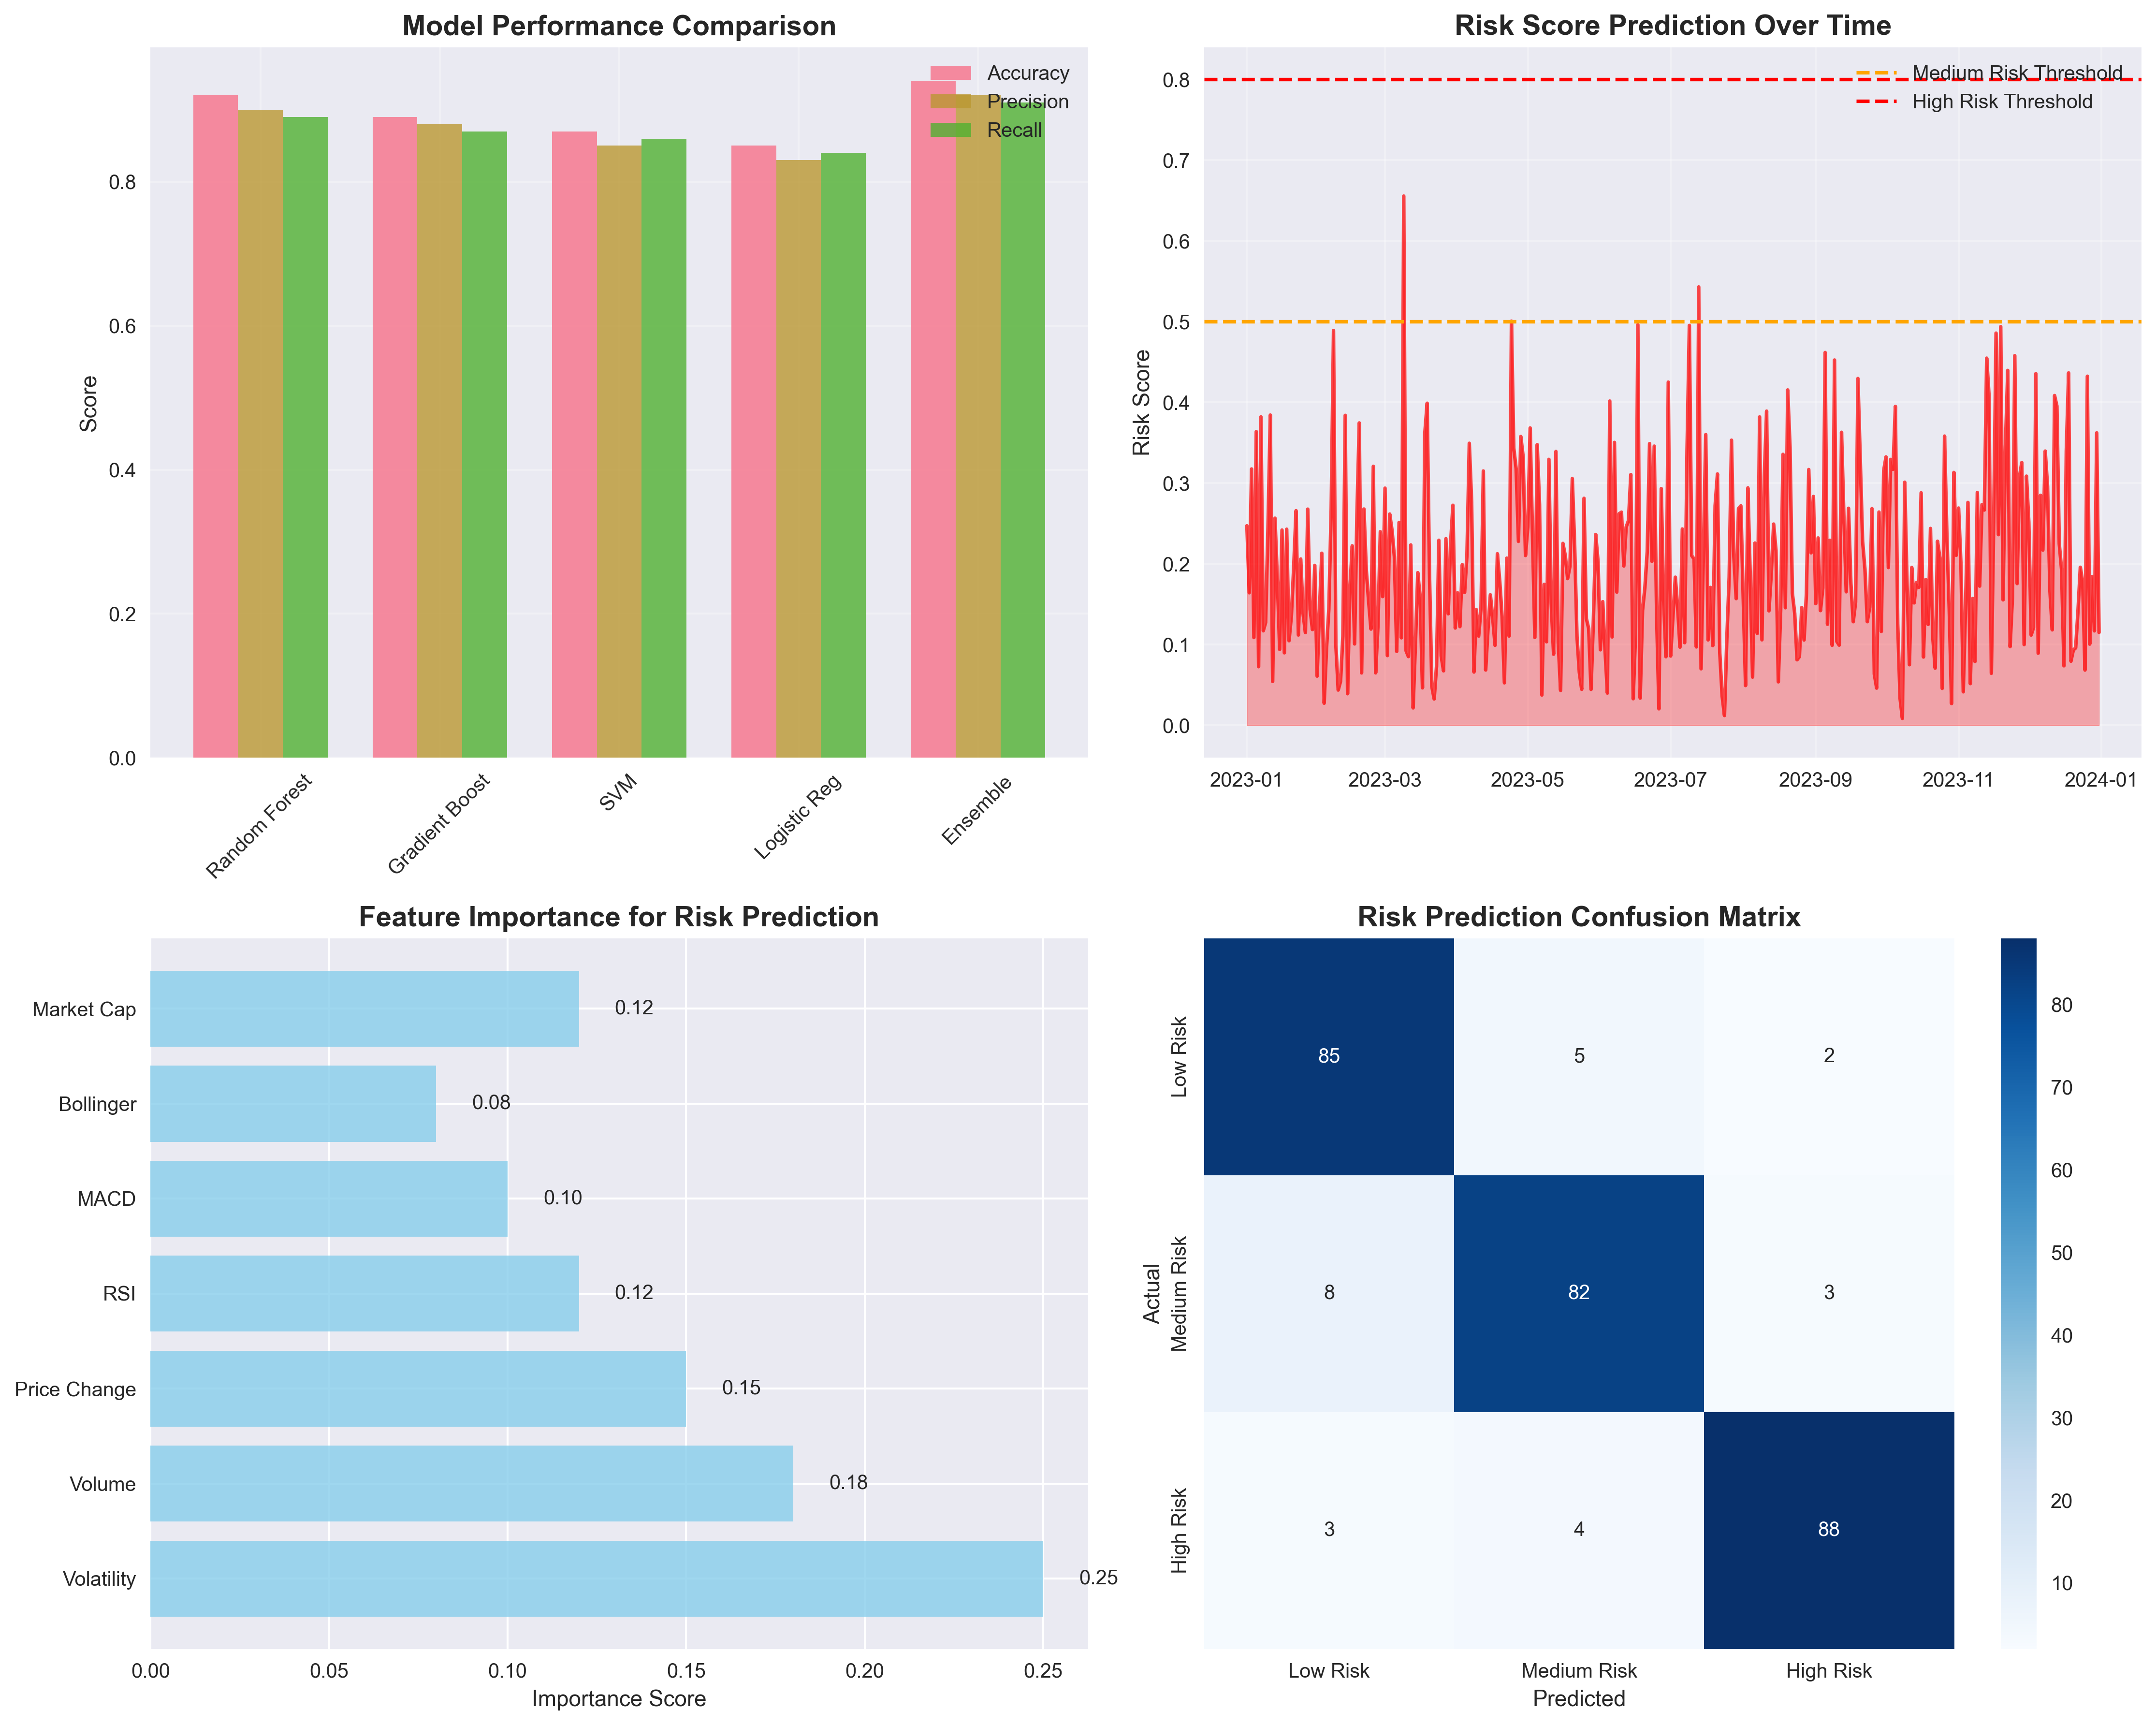 Model Performance Comparison
Accuracy
Precision
Recall
Score
0.8
0.6
0.4
0.2
0.0
Random Forest
Gradient Boost
SVM
Logistic Reg
Ensemble
Risk Score Prediction Over Time
Medium Risk Threshold
High Risk Threshold
Risk Score
0.8
0.7
0.6
0.5
0.4
0.3
0.2
0.1
0.0
2023-01
2023-03
2023-05
2023-07
2023-09
2023-11
2024-01
Feature Importance for Risk Prediction
Market Cap
0.12
Bollinger
0.08
MACD
0.10
RSI
0.12
Price Change
0.15
Volume
0.18
Volatility
0.25
0.00
0.05
0.10
0.15
0.20
0.25
Importance Score
Risk Prediction Confusion Matrix
Actual
Low Risk
85
5
2
Medium Risk
8
82
3
High Risk
3
4
88
Low Risk
Medium Risk
High Risk
Predicted
80
70
60
50
40
30
20
10